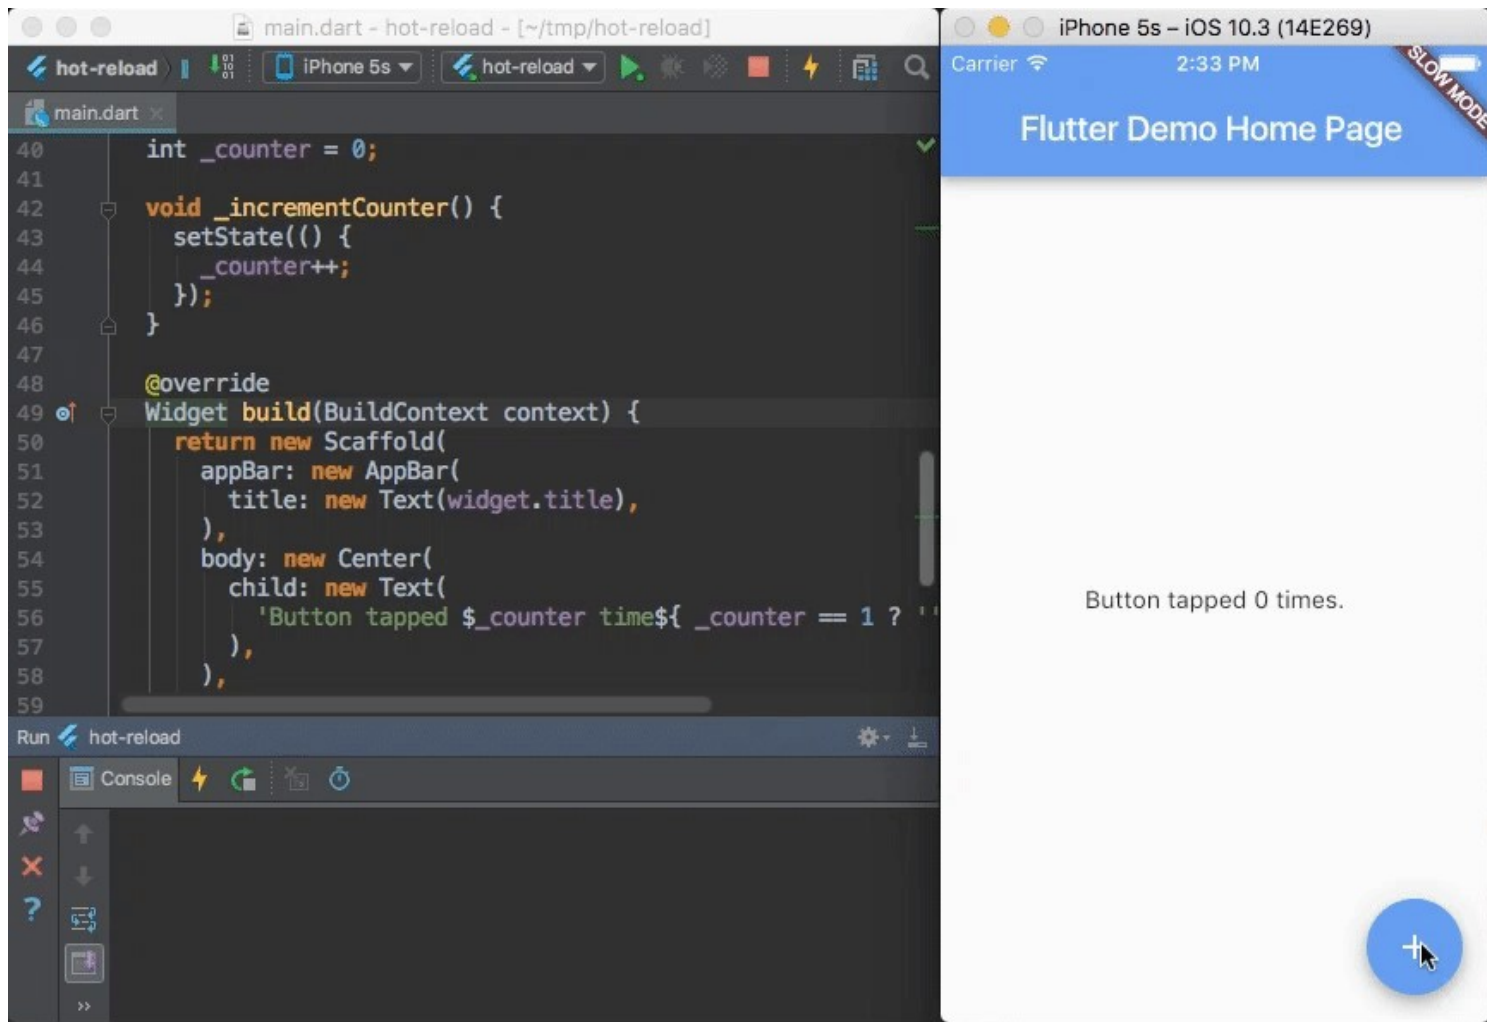 main.dart - hot-reload - [~/tmp/hot-reload]
hot-reload
iPhone 5s
hot-reload
main.dart
40 int _counter = 0;
41
42 void _incrementCounter() {
43 setState(() {
44 _counter++;
45 });
46 }
47
48 @override
49 Widget build(BuildContext context) {
50 return new Scaffold(
51 appBar: new AppBar(
52 title: new Text(widget.title),
53 ),
54 body: new Center(
55 child: new Text(
56 'Button tapped $_counter time${ _counter == 1 ? ''
57 ),
58 ),
59
Run hot-reload
Console
iPhone 5s – iOS 10.3 (14E269)
Carrier 2:33 PM
SLOW MODE
Flutter Demo Home Page
Button tapped 0 times.